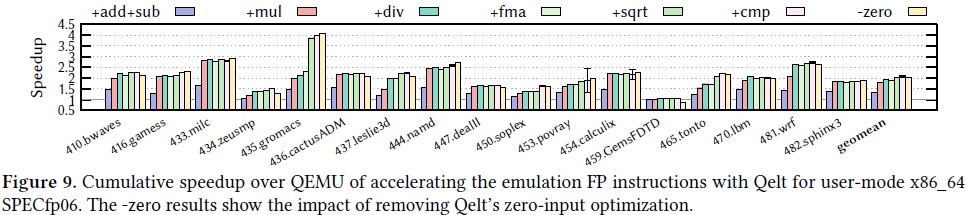 +add+sub +mul +div +fma +sqrt +cmp -zero
4.5
4
3.5
3
2.5
2
1.5
1
0.5
Speedup
410.bwaves 416.gamess 433.milc 434.zeusmp 435.gromacs 436.cactusADM 437.leslie3d 444.namd 447.dealII 450.soplex 453.povray 454.calculix 459.GemsFDTD 465.tonto 470.lbm 481.wrf 482.sphinx3 geomean
Figure 9. Cumulative speedup over QEMU of accelerating the emulation FP instructions with Qelt for user-mode x86_64
SPECfp06. The -zero results show the impact of removing Qelt's zero-input optimization.